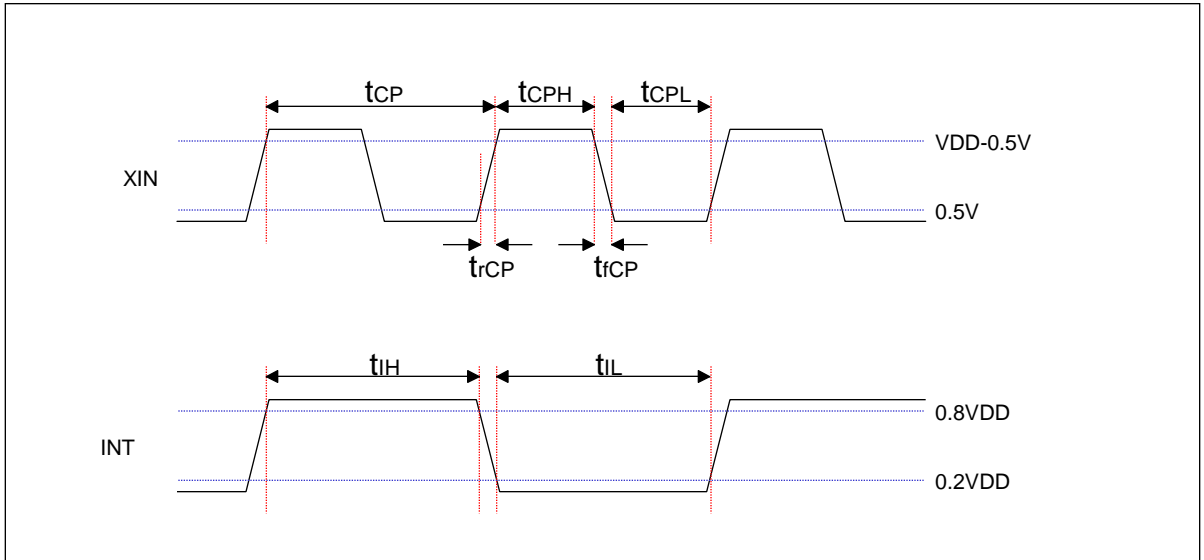 tCP tCPH tCPL
VDD-0.5V
XIN
0.5V
trCP tfCP
tIH tIL
0.8VDD
INT
0.2VDD